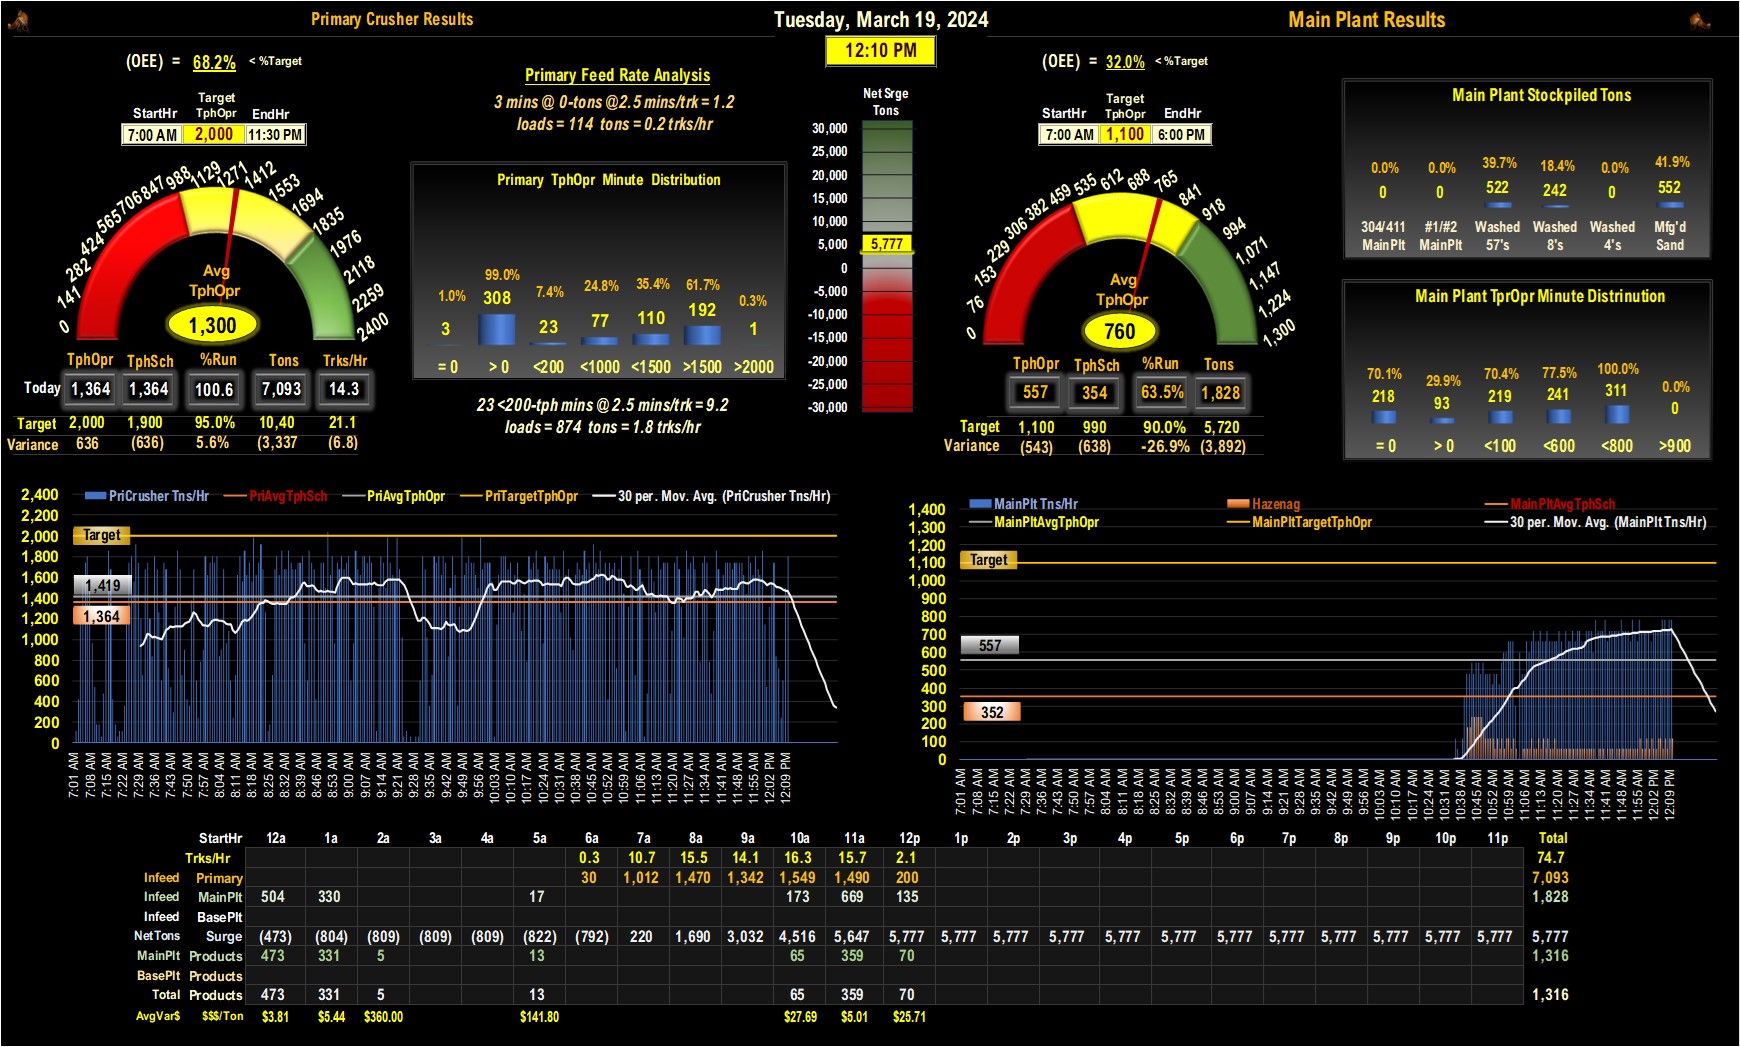 Primary Crusher Results
Tuesday, March 19, 2024
Main Plant Results
12:10 PM
(OEE) = 68.2% < %Target
StartHr Target TphOpr EndHr
7:00 AM 2,000 11:30 PM
0 141 282 424 565 706 847 988 1129 1271 1412 1553 1694 1835 1976 2118 2259 2400
Avg
TphOpr
1,300
TphOpr TphSch %Run Tons Trks/Hr
Today 1,364 1,364 100.6 7,093 14.3
Target 2,000 1,900 95.0% 10,40 21.1
Variance 636 (636) 5.6% (3,337 (6.8)
Primary Feed Rate Analysis
3 mins @ 0-tons @2.5 mins/trk = 1.2
loads = 114 tons = 0.2 trks/hr
Primary TphOpr Minute Distribution
1.0% 99.0% 7.4% 24.8% 35.4% 61.7% 0.3%
3 308 23 77 110 192 1
= 0 > 0 <200 <1000 <1500 >1500 >2000
23 <200-tph mins @ 2.5 mins/trk = 9.2
loads = 874 tons = 1.8 trks/hr
Net Srge
Tons
30,000
25,000
20,000
15,000
10,000
5,000
5,777
0
-5,000
-10,000
-15,000
-20,000
-25,000
-30,000
(OEE) = 32.0% < %Target
StartHr Target TphOpr EndHr
7:00 AM 1,100 6:00 PM
0 76 153 229 306 382 459 535 612 688 765 841 918 994 1,071 1,147 1,224 1,300
Avg
TphOpr
760
TphOpr TphSch %Run Tons
557 354 63.5% 1,828
Target 1,100 990 90.0% 5,720
Variance (543) (638) -26.9% (3,892)
Main Plant Stockpiled Tons
0.0% 0.0% 39.7% 18.4% 0.0% 41.9%
0 0 522 242 0 552
304/411 #1/#2 Washed Washed Washed Mfg'd
MainPlt MainPlt 57's 8's 4's Sand
Main Plant TprOpr Minute Distrinution
70.1% 29.9% 70.4% 77.5% 100.0% 0.0%
218 93 219 241 311 0
= 0 > 0 <100 <600 <800 >900
PriCrusher Tns/Hr PriAvgTphSch PriAvgTphOpr PriTargetTphOpr 30 per. Mov. Avg. (PriCrusher Tns/Hr)
2,400
2,200
2,000
1,800
1,600
1,400
1,200
1,000
800
600
400
200
0
Target
1,419
1,364
7:01 AM 7:08 AM 7:15 AM 7:22 AM 7:29 AM 7:36 AM 7:43 AM 7:50 AM 7:57 AM 8:04 AM 8:11 AM 8:18 AM 8:25 AM 8:32 AM 8:39 AM 8:46 AM 8:53 AM 9:00 AM 9:07 AM 9:14 AM 9:21 AM 9:28 AM 9:35 AM 9:42 AM 9:49 AM 9:56 AM 10:03 AM 10:10 AM 10:17 AM 10:24 AM 10:31 AM 10:38 AM 10:45 AM 10:52 AM 10:59 AM 11:06 AM 11:13 AM 11:20 AM 11:27 AM 11:34 AM 11:41 AM 11:48 AM 11:55 AM 12:02 PM 12:09 PM
MainPlt Tns/Hr Hazenag MainPltAvgTphSch
MainPltAvgTphOpr MainPltTargetTphOpr 30 per. Mov. Avg. (MainPlt Tns/Hr)
1,400
1,300
1,200
1,100
1,000
900
800
700
600
500
400
300
200
100
0
Target
557
352
7:01 AM 7:08 AM 7:15 AM 7:22 AM 7:29 AM 7:36 AM 7:43 AM 7:50 AM 7:57 AM 8:04 AM 8:11 AM 8:18 AM 8:25 AM 8:32 AM 8:39 AM 8:46 AM 8:53 AM 9:00 AM 9:07 AM 9:14 AM 9:21 AM 9:28 AM 9:35 AM 9:42 AM 9:49 AM 9:56 AM 10:03 AM 10:10 AM 10:17 AM 10:24 AM 10:31 AM 10:38 AM 10:45 AM 10:52 AM 10:59 AM 11:06 AM 11:13 AM 11:20 AM 11:27 AM 11:34 AM 11:41 AM 11:48 AM 11:55 AM 12:02 PM 12:09 PM
StartHr 12a 1a 2a 3a 4a 5a 6a 7a 8a 9a 10a 11a 12p 1p 2p 3p 4p 5p 6p 7p 8p 9p 10p 11p Total
Trks/Hr 0.3 10.7 15.5 14.1 16.3 15.7 2.1 74.7
Infeed Primary 30 1,012 1,470 1,342 1,549 1,490 200 7,093
Infeed MainPlt 504 330 17 173 669 135 1,828
Infeed BasePlt
NetTons Surge (473) (804) (809) (809) (809) (822) (792) 220 1,690 3,032 4,516 5,647 5,777 5,777 5,777 5,777 5,777 5,777 5,777 5,777 5,777 5,777 5,777 5,777 5,777
MainPlt Products 473 331 5 13 65 359 70 1,316
BasePlt Products
Total Products 473 331 5 13 65 359 70 1,316
AvgVar$ $$$/Ton $3.81 $5.44 $360.00 $141.80 $27.69 $5.01 $25.71